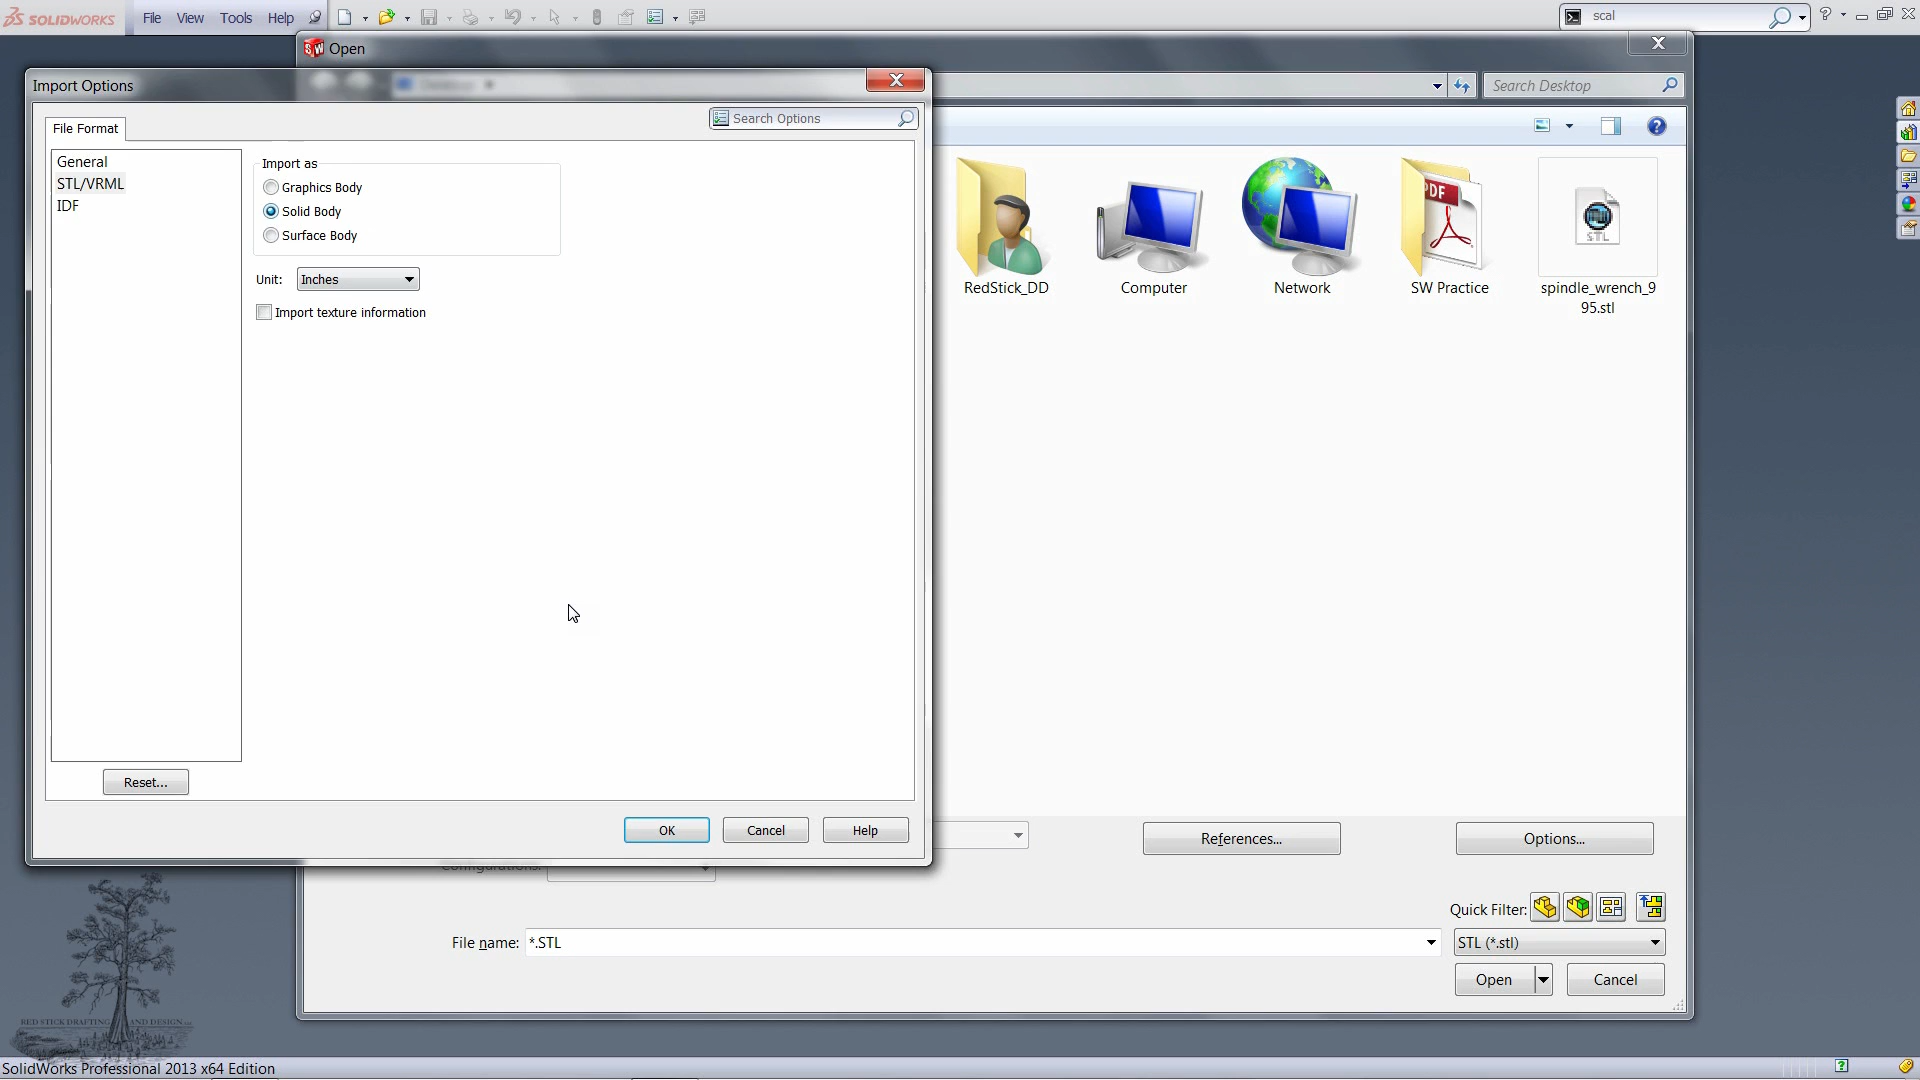 SOLIDWORKS
File View Tools Help
scal
Open
Import Options
Search Desktop
Search Options
File Format
General
STL/VRML
IDF
Import as
Graphics Body
Solid Body
Surface Body
Unit: Inches
Import texture information
RedStick_DD
Computer
Network
PDF
SW Practice
STL
spindle_wrench_9
95.stl
Reset...
OK
Cancel
Help
References...
Options...
Configurations:
Quick Filter:
File name: *.STL
STL (*.stl)
Open
Cancel
RED STICK DRAFTING AND DESIGN
SolidWorks Professional 2013 x64 Edition